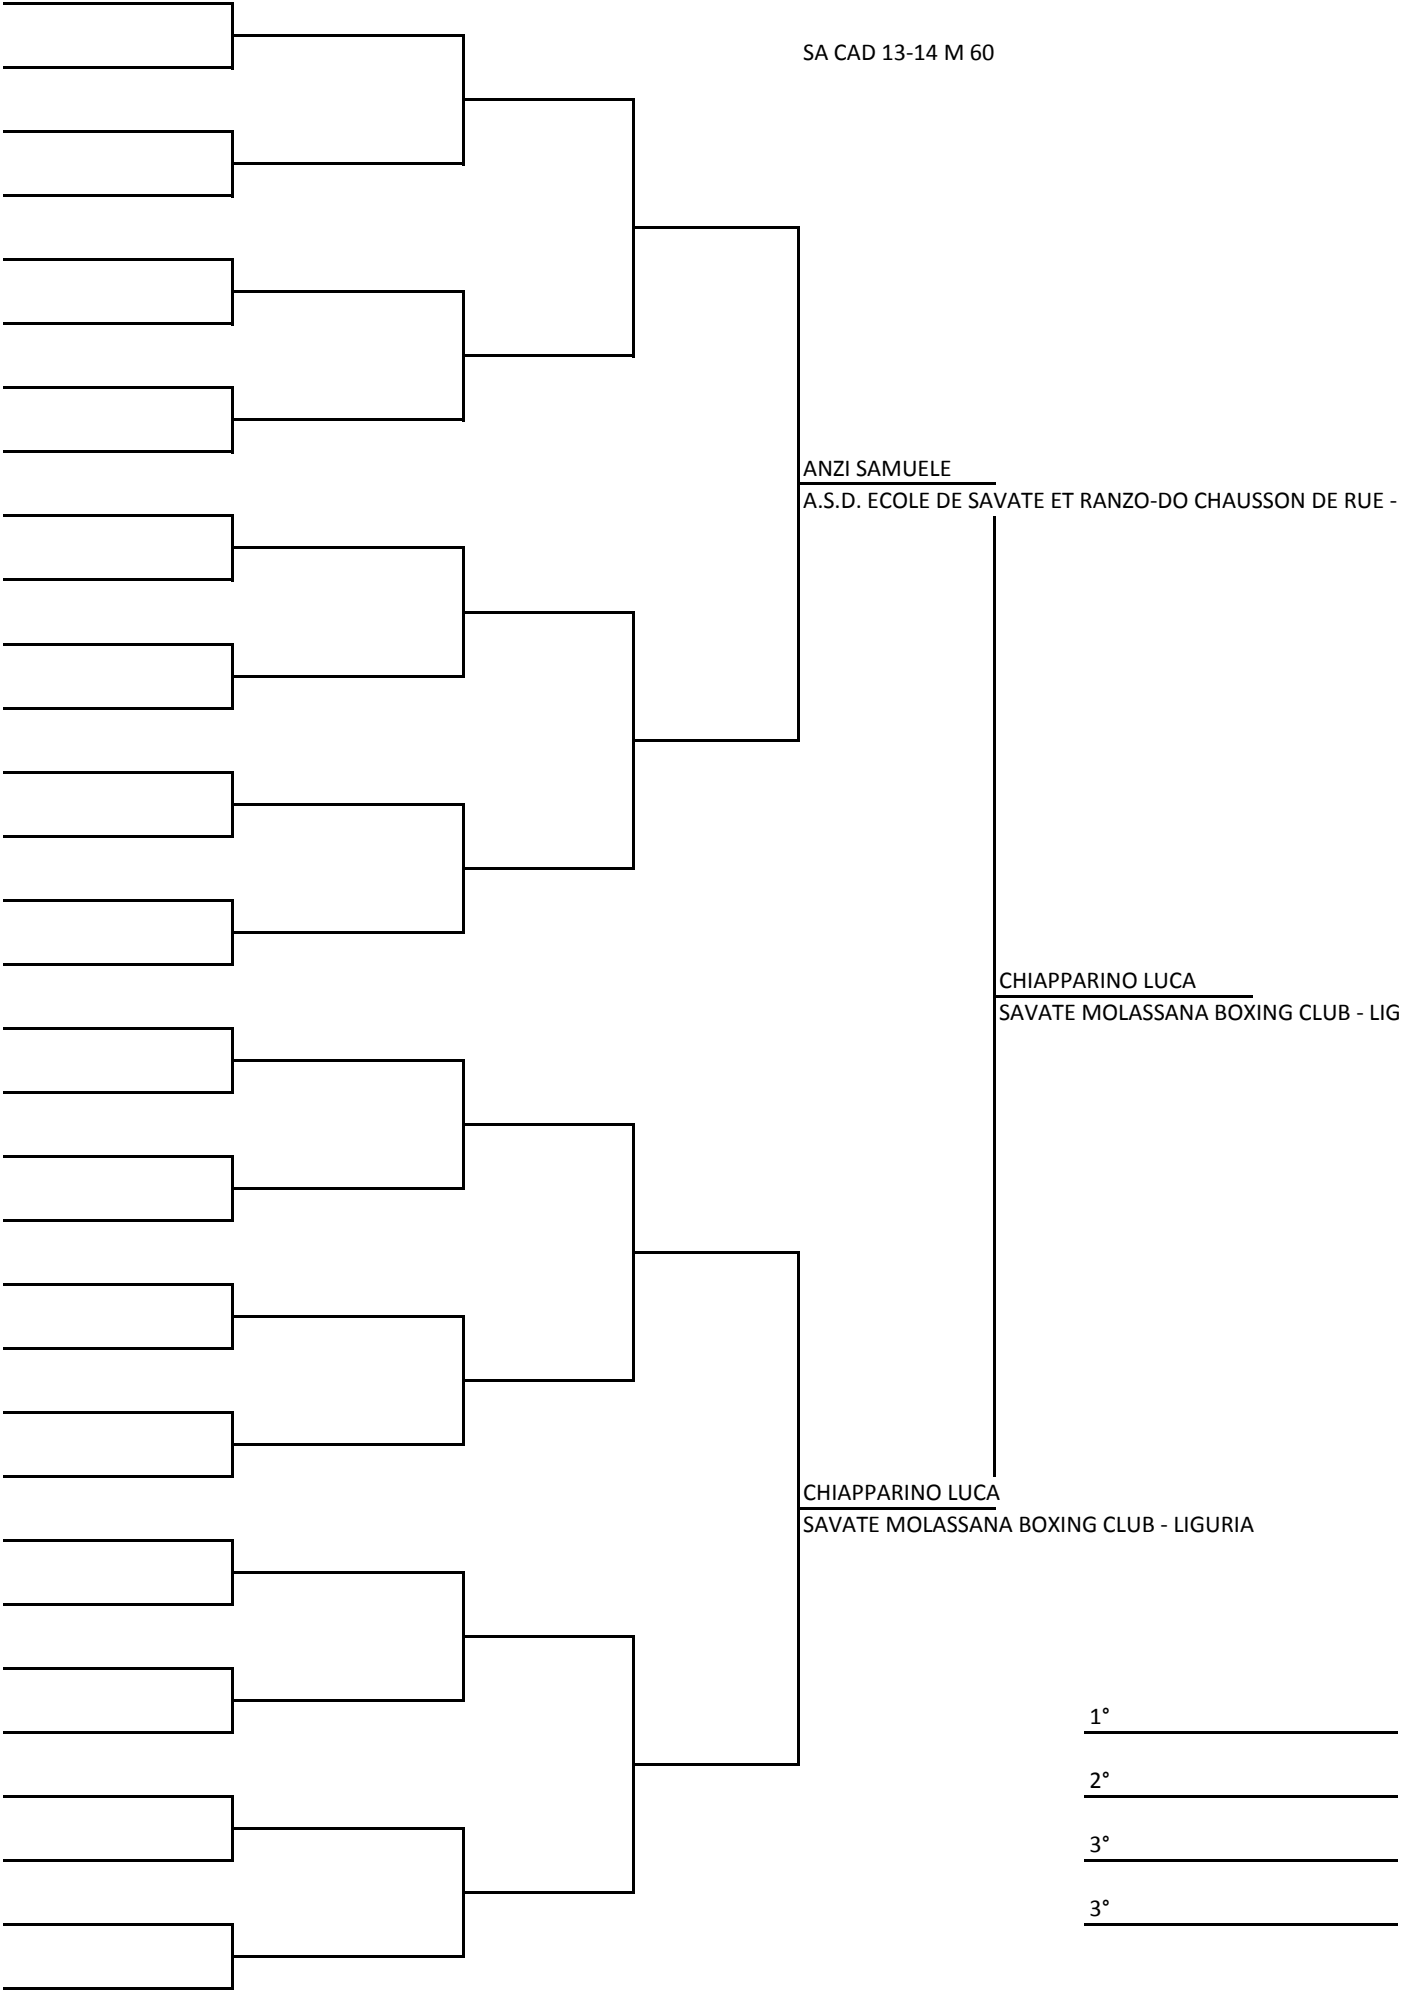 SA CAD 13-14 M 60
ANZI SAMUELE
A.S.D. ECOLE DE SAVATE ET RANZO-DO CHAUSSON DE RUE -
CHIAPPARINO LUCA
SAVATE MOLASSANA BOXING CLUB - LIG
CHIAPPARINO LUCA
SAVATE MOLASSANA BOXING CLUB - LIGURIA
1°
2°
3°
3°